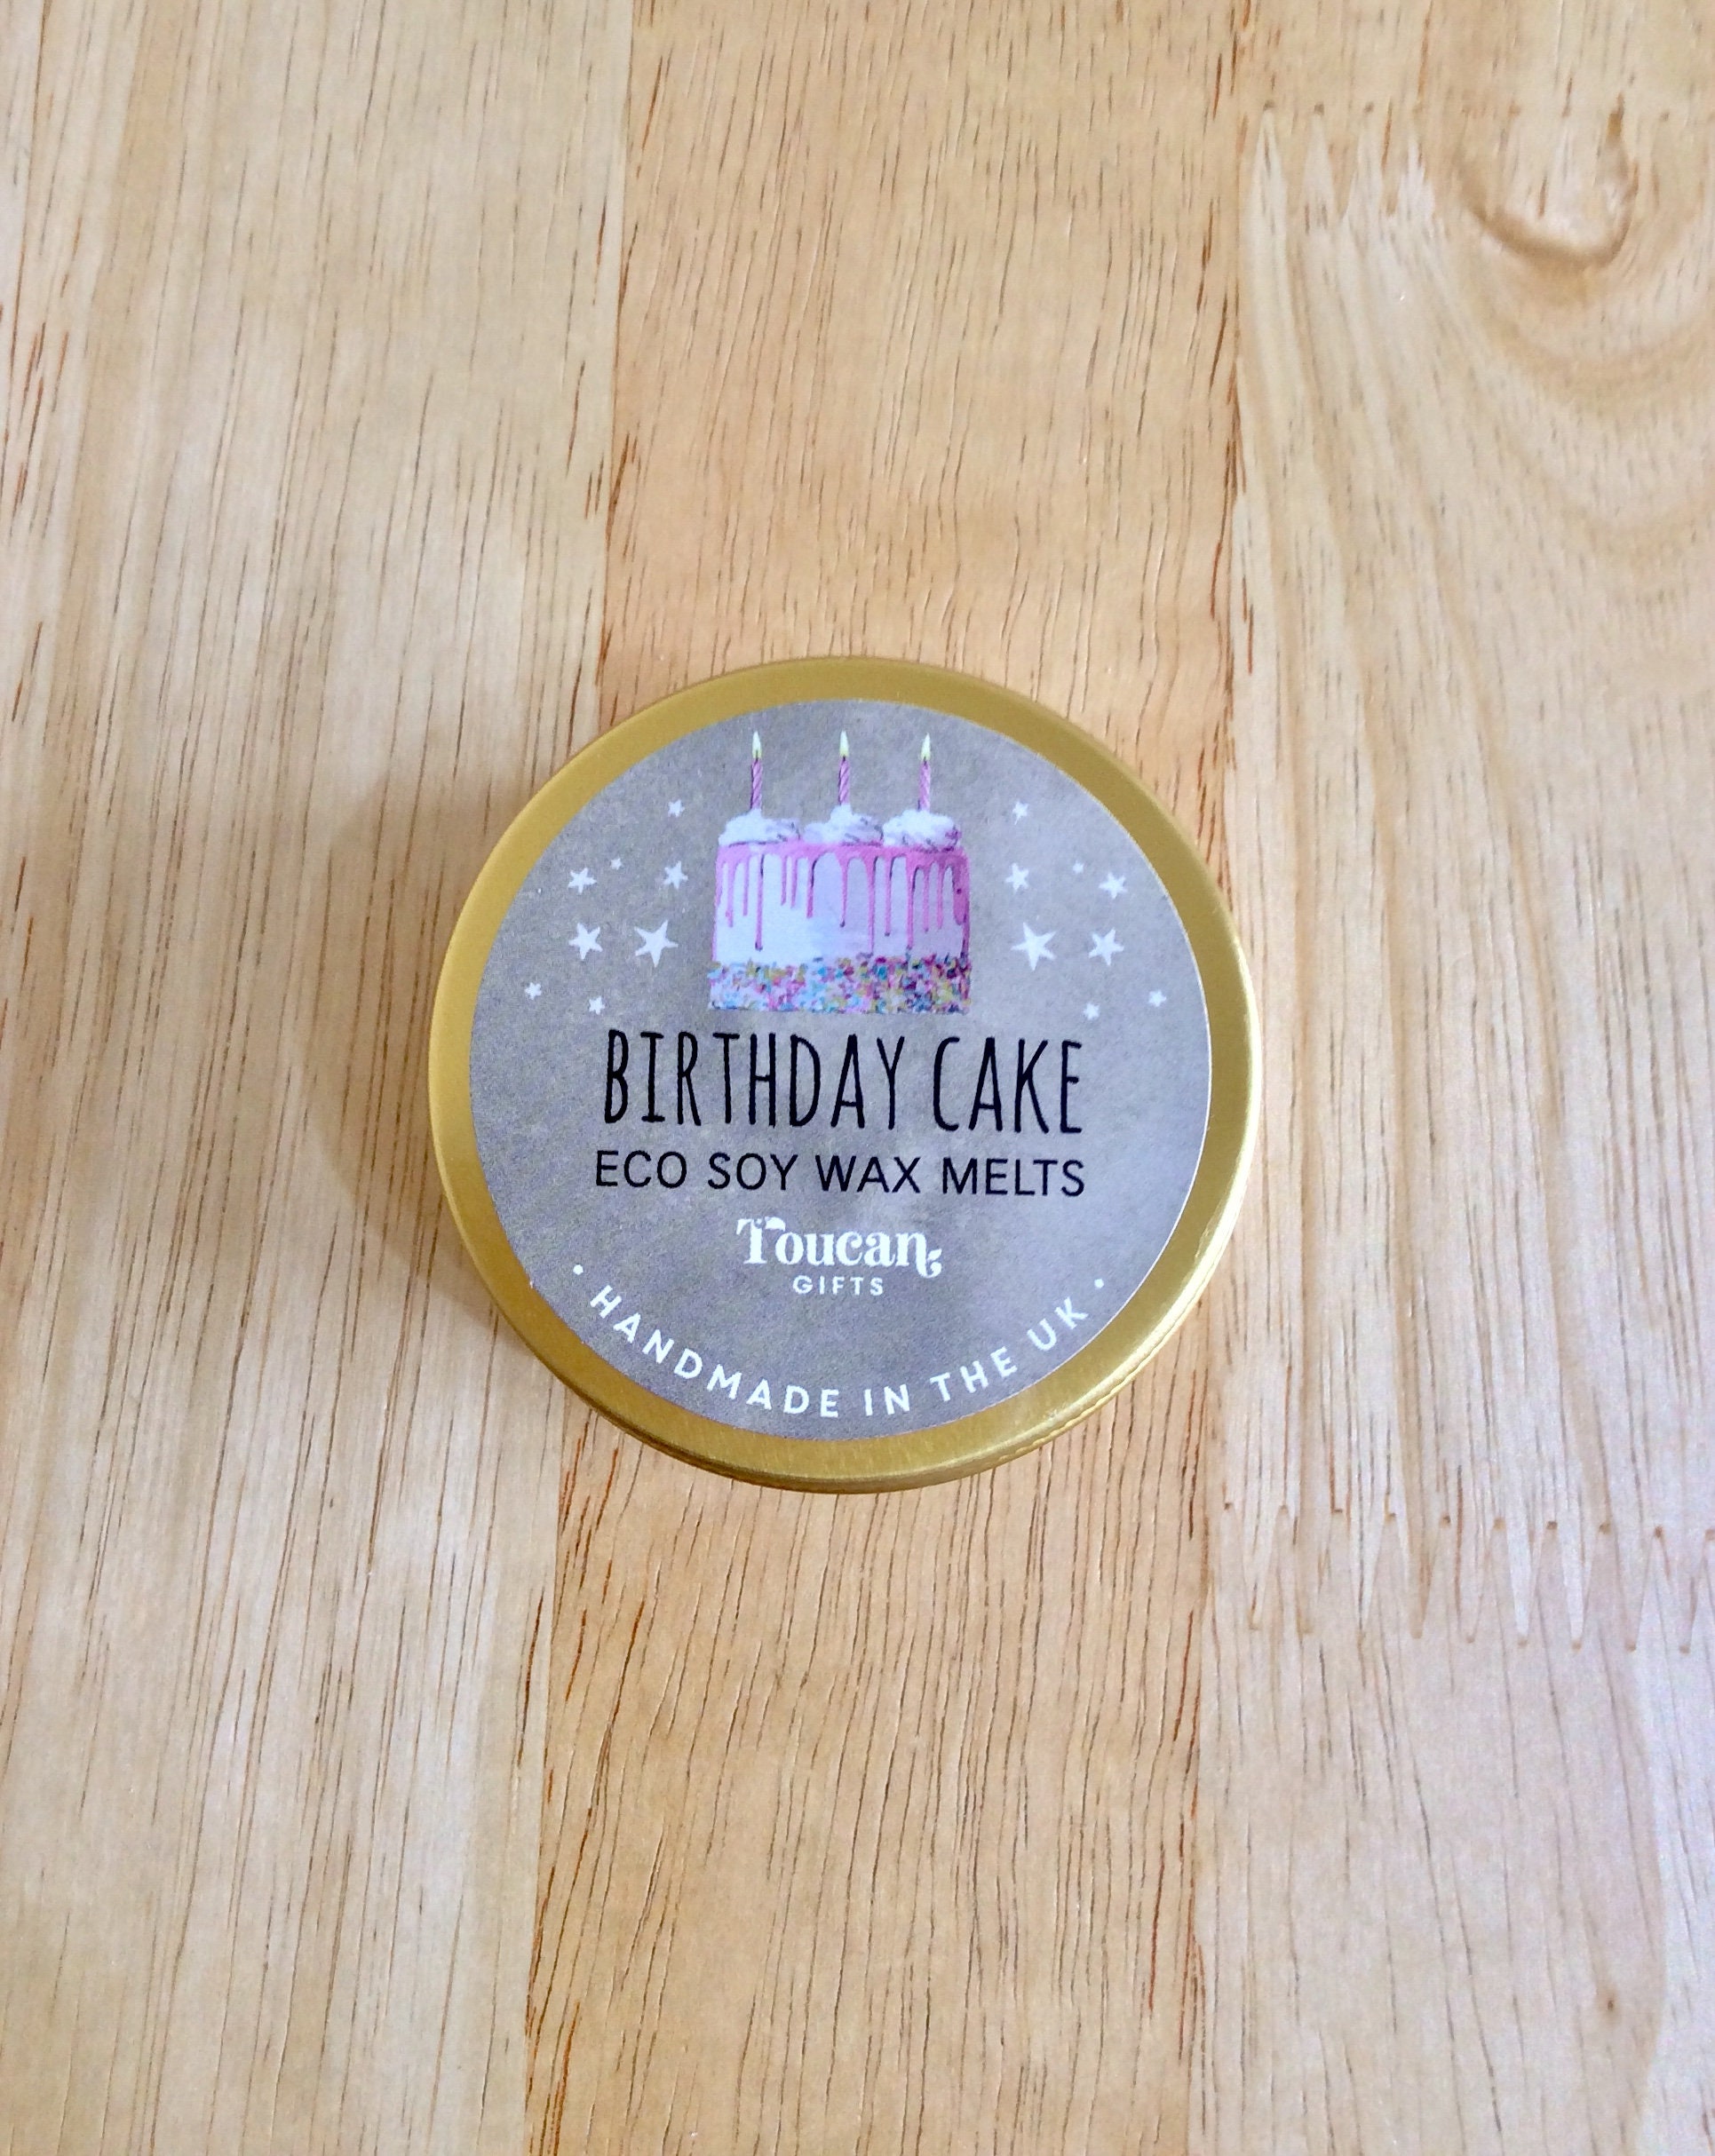 BIRTHDAY CAKE
ECO SOY WAX MELTS
Toucan
GIFTS
• HANDMADE IN THE UK •